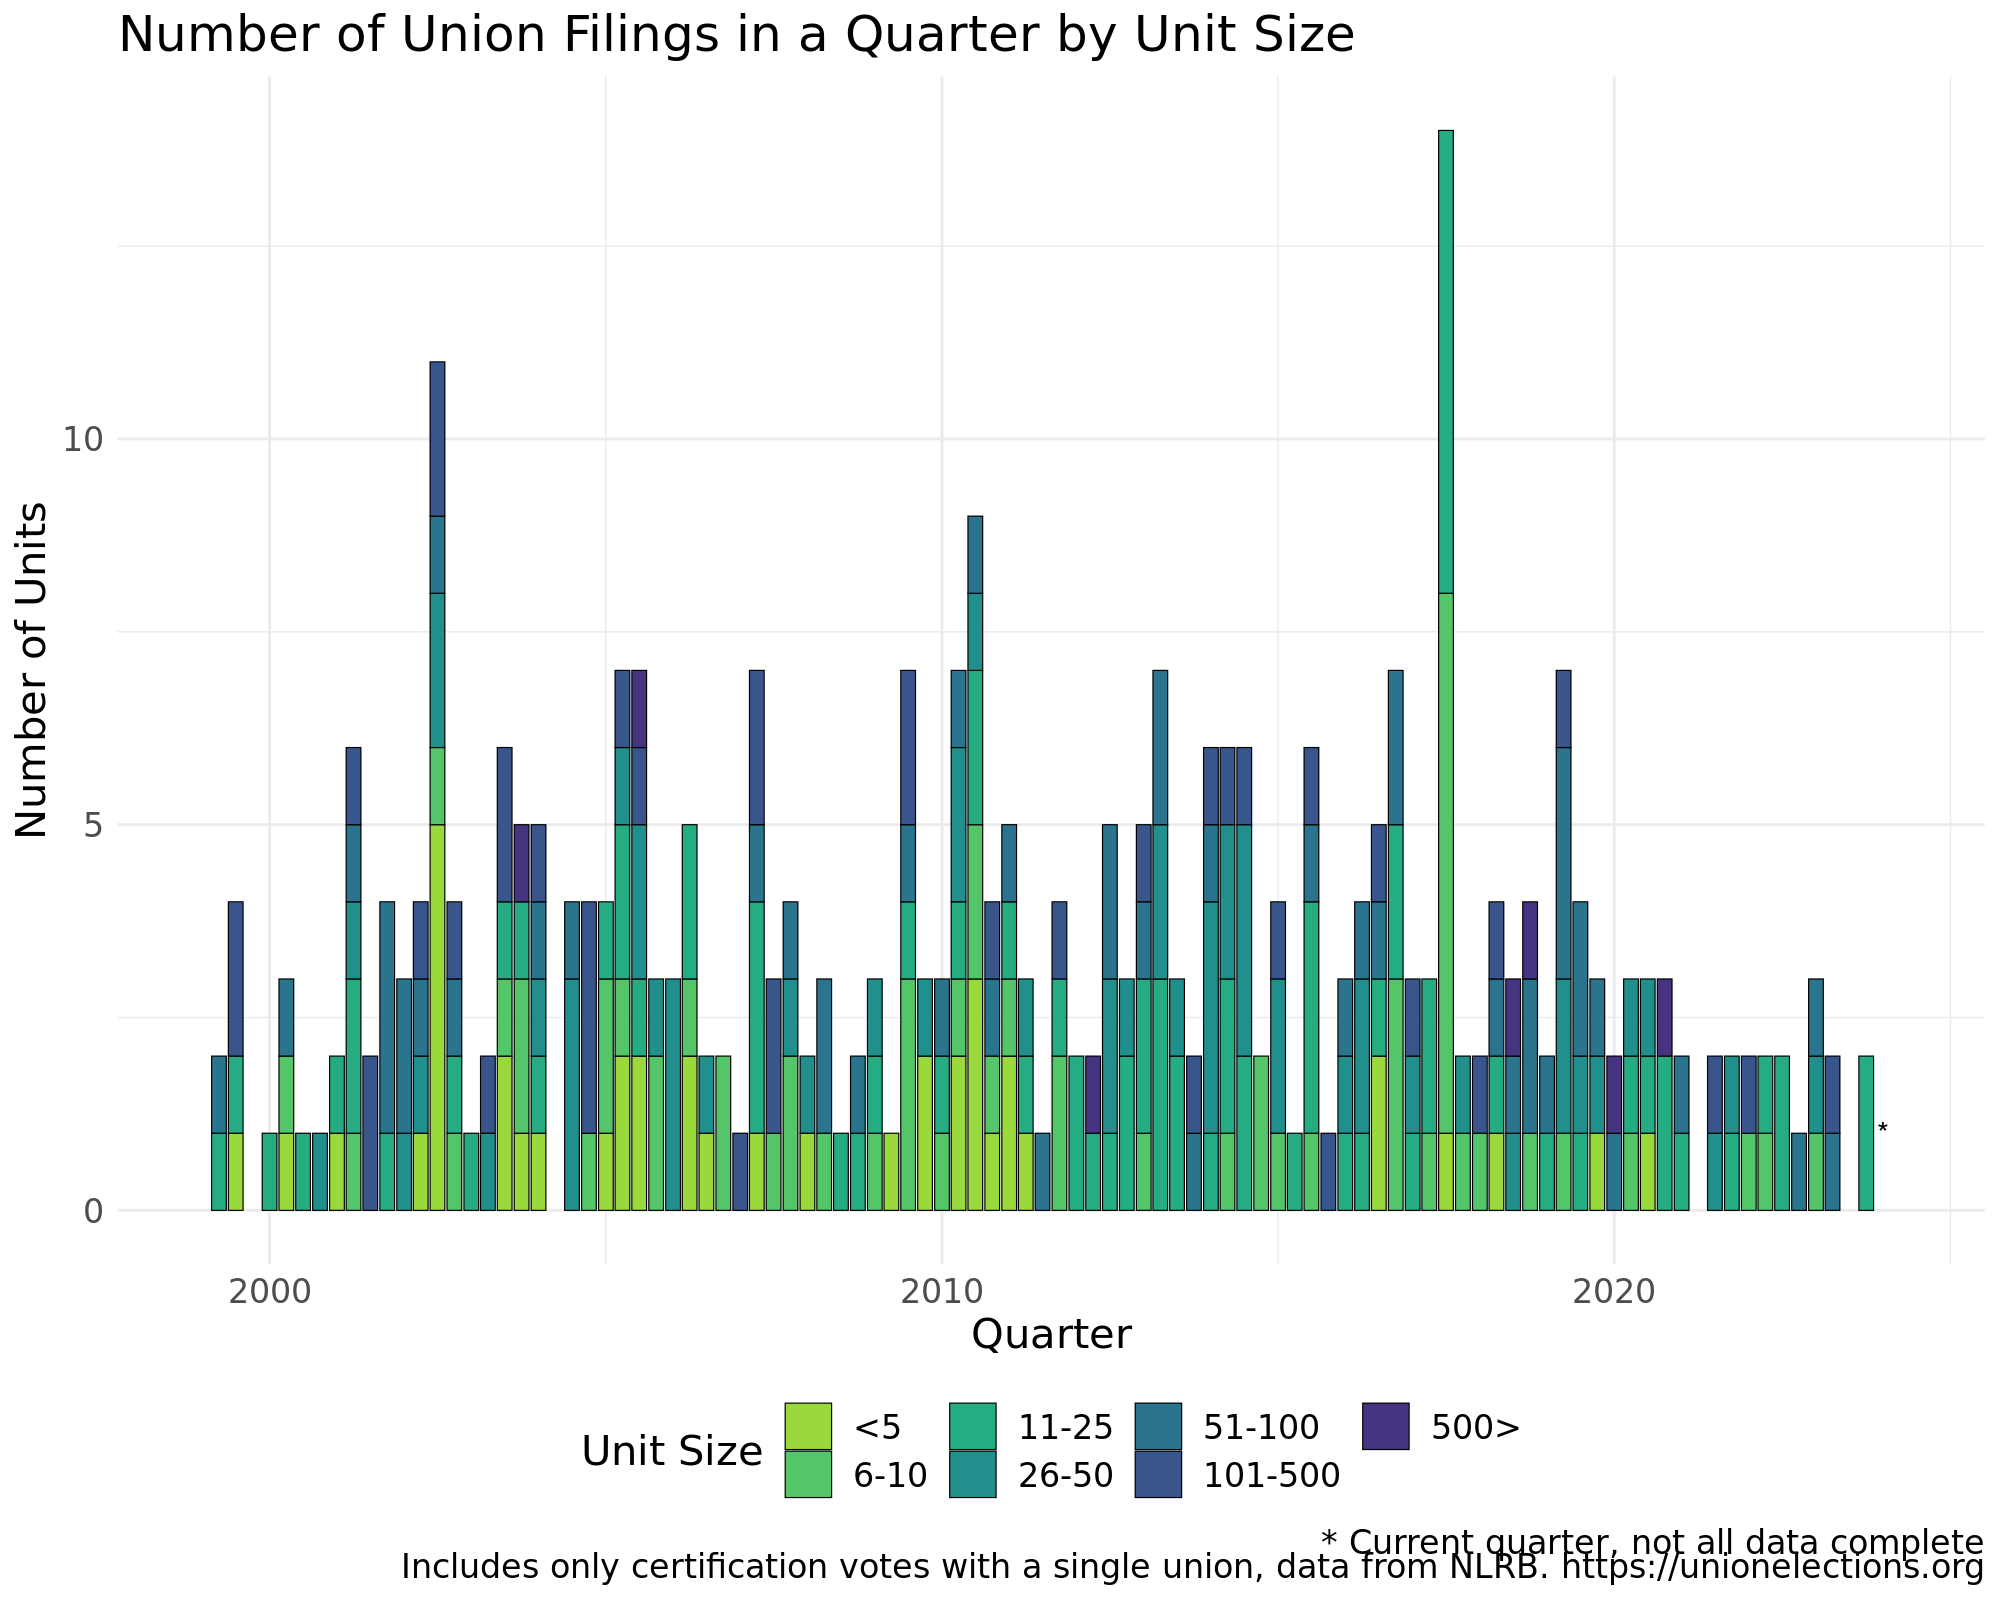 Number of Union Filings in a Quarter by Unit Size
Number of Units
10
5
0
*
2000 2010 2020
Quarter
Unit Size
<5 11-25 51-100 500>
6-10 26-50 101-500
* Current quarter, not all data complete
Includes only certification votes with a single union, data from NLRB. https://unionelections.org